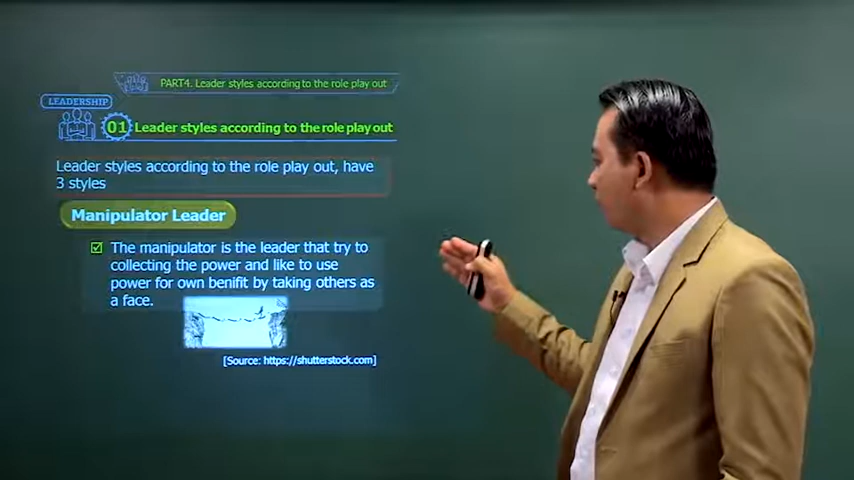 PART4. Leader styles according to the role play out
LEADERSHIP
01 Leader styles according to the role play out
Leader styles according to the role play out, have
3 styles
Manipulator Leader
The manipulator is the leader that try to
collecting the power and like to use
power for own benifit by taking others as
a face.
[Source: https://shutterstock.com]